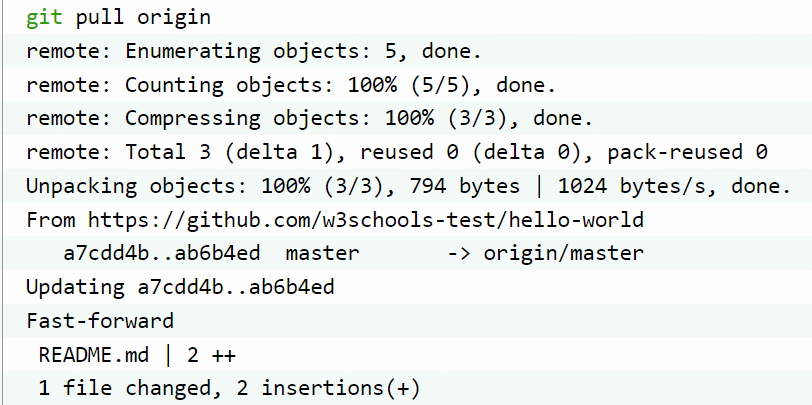 git pull origin
remote: Enumerating objects: 5, done.
remote: Counting objects: 100% (5/5), done.
remote: Compressing objects: 100% (3/3), done.
remote: Total 3 (delta 1), reused 0 (delta 0), pack-reused 0
Unpacking objects: 100% (3/3), 794 bytes | 1024 bytes/s, done.
From https://github.com/w3schools-test/hello-world
   a7cdd4b..ab6b4ed  master       -> origin/master
Updating a7cdd4b..ab6b4ed
Fast-forward
 README.md | 2 ++
 1 file changed, 2 insertions(+)